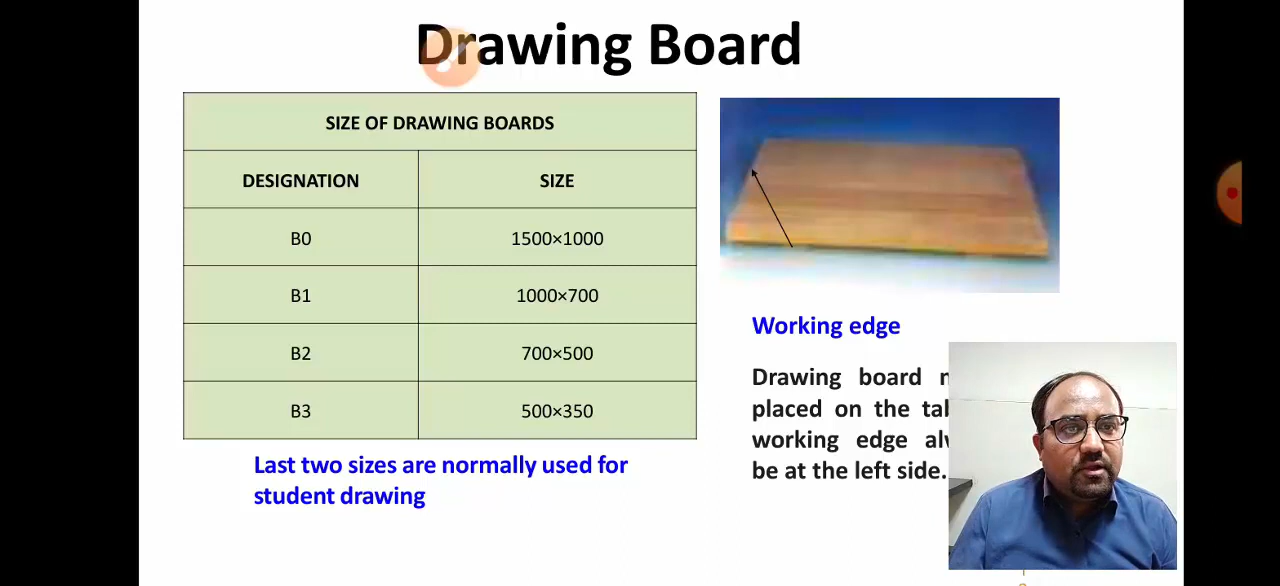 Drawing Board
SIZE OF DRAWING BOARDS
DESIGNATION SIZE
B0 1500×1000
B1 1000×700
B2 700×500
B3 500×350
Last two sizes are normally used for
student drawing
Working edge
Drawing board
placed on the
working edge
be at the left side.